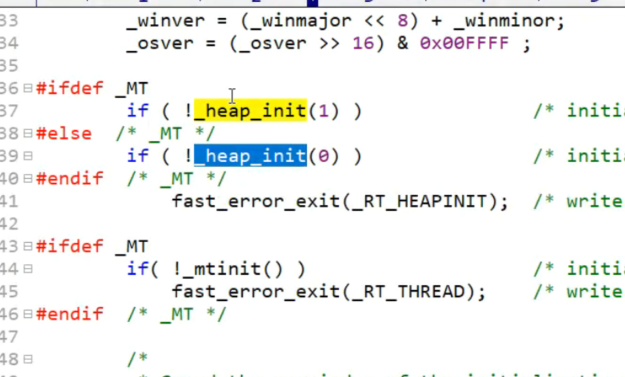 33 _winver = (_winmajor << 8) + _winminor;
34 _osver = (_osver >> 16) & 0x00FFFF ;
35
36 #ifdef _MT
37 if ( !_heap_init(1) ) /* initia
38 #else /* _MT */
39 if ( !_heap_init(0) ) /* initia
40 #endif /* _MT */
41 fast_error_exit(_RT_HEAPINIT); /* write
42
43 #ifdef _MT
44 if( !_mtinit() ) /* initia
45 fast_error_exit(_RT_THREAD); /* write
46 #endif /* _MT */
47
48 /*